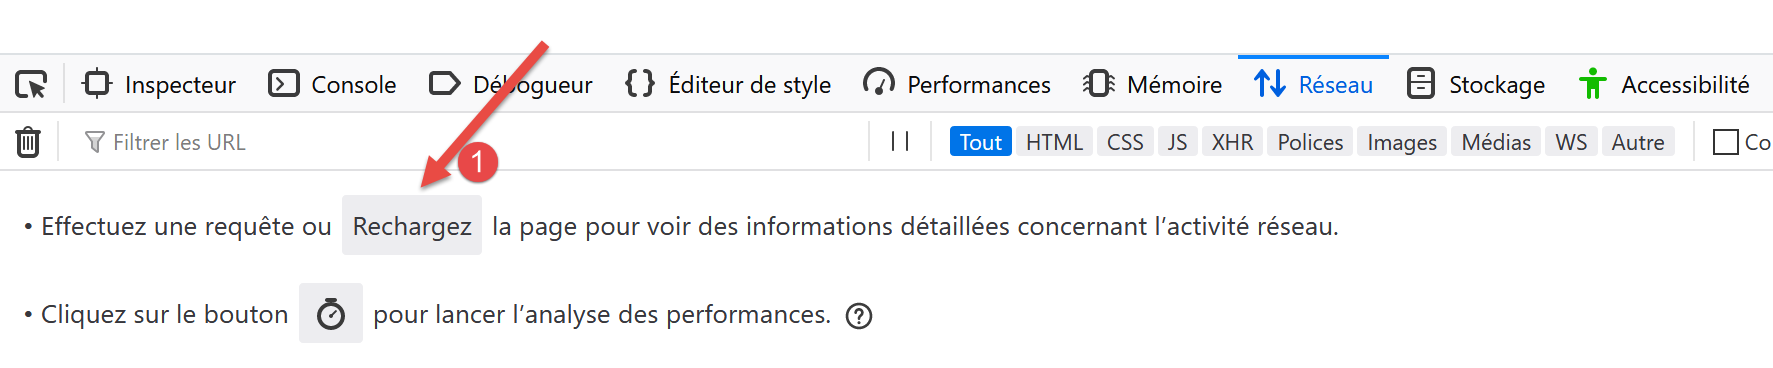 Inspecteur Console Débogueur Éditeur de style Performances Mémoire Réseau Stockage Accessibilité
Filtrer les URL Tout HTML CSS JS XHR Polices Images Médias WS Autre Co
1
• Effectuez une requête ou Rechargez la page pour voir des informations détaillées concernant l’activité réseau.
• Cliquez sur le bouton pour lancer l’analyse des performances. ?